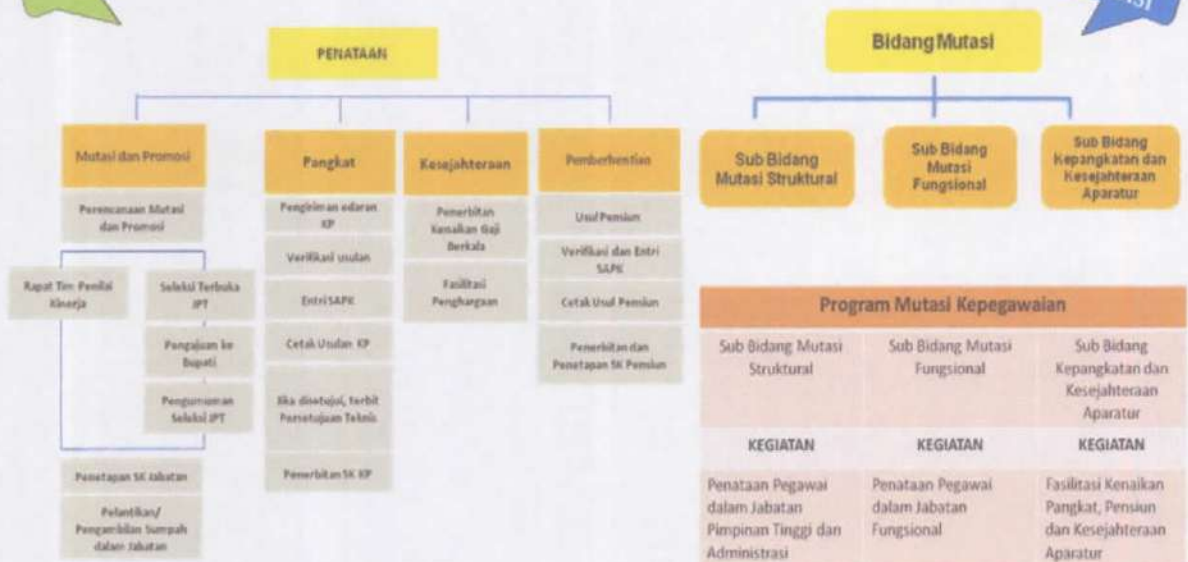 PENATAAN
Mutasi dan Promosi
Perencanaan Mutasi
dan Promosi
Rapat Tim Penilai
Kinerja
Seleksi Terbuka
JPT
Pengajuan ke
Bupati
Pengumuman
Seleksi JPT
Penetapan SK Jabatan
Pelantikan/
Pengambilan Sumpah
dalam Jabatan
Pangkat
Pengiriman edaran
KP
Verifikasi usulan
Entri SAPK
Cetak Usulan KP
Jika disetujui, terbit
Persetujuan Teknis
Penerbitan SK KP
Kesejahteraan
Penerbitan
Kenaikan Gaji
Berkala
Fasilitasi
Penghargaan
Pemberhentian
Usul Pensiun
Verifikasi dan Entri
SAPK
Cetak Usul Pensiun
Penerbitan dan
Penetapan SK Pensiun
Bidang Mutasi
Sub Bidang
Mutasi Struktural
Sub Bidang
Mutasi
Fungsional
Sub Bidang
Kepangkatan dan
Kesejahteraan
Aparatur
Program Mutasi Kepegawaian
Sub Bidang Mutasi
Struktural
Sub Bidang Mutasi
Fungsional
Sub Bidang
Kepangkatan dan
Kesejahteraan
Aparatur
KEGIATAN
KEGIATAN
KEGIATAN
Penataan Pegawai
dalam Jabatan
Pimpinan Tinggi dan
Administrasi
Penataan Pegawai
dalam Jabatan
Fungsional
Fasilitasi Kenaikan
Pangkat, Pensiun
dan Kesejahteraan
Aparatur